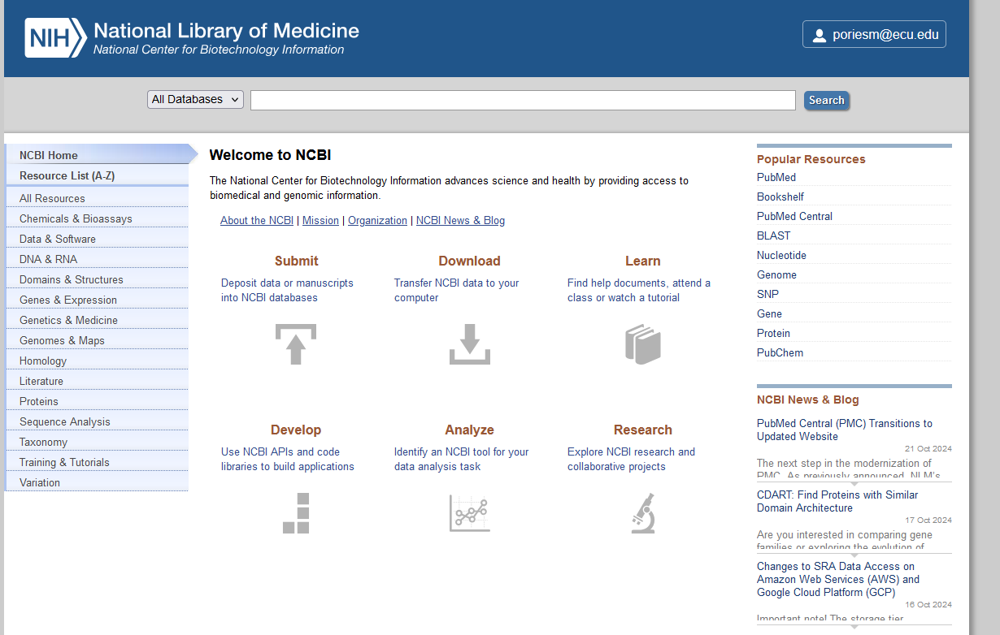 NIH National Library of Medicine
National Center for Biotechnology Information
poriesm@ecu.edu
All Databases
Search
NCBI Home
Resource List (A-Z)
All Resources
Chemicals & Bioassays
Data & Software
DNA & RNA
Domains & Structures
Genes & Expression
Genetics & Medicine
Genomes & Maps
Homology
Literature
Proteins
Sequence Analysis
Taxonomy
Training & Tutorials
Variation
Welcome to NCBI
The National Center for Biotechnology Information advances science and health by providing access to
biomedical and genomic information.
About the NCBI | Mission | Organization | NCBI News & Blog
Submit
Deposit data or manuscripts
into NCBI databases
Download
Transfer NCBI data to your
computer
Learn
Find help documents, attend a
class or watch a tutorial
Develop
Use NCBI APIs and code
libraries to build applications
Analyze
Identify an NCBI tool for your
data analysis task
Research
Explore NCBI research and
collaborative projects
Popular Resources
PubMed
Bookshelf
PubMed Central
BLAST
Nucleotide
Genome
SNP
Gene
Protein
PubChem
NCBI News & Blog
PubMed Central (PMC) Transitions to
Updated Website
21 Oct 2024
The next step in the modernization of
PMC. As previously announced, NLM's
CDART: Find Proteins with Similar
Domain Architecture
17 Oct 2024
Are you interested in comparing gene
families or exploring the evolution of
Changes to SRA Data Access on
Amazon Web Services (AWS) and
Google Cloud Platform (GCP)
16 Oct 2024
Important note! The storage tier